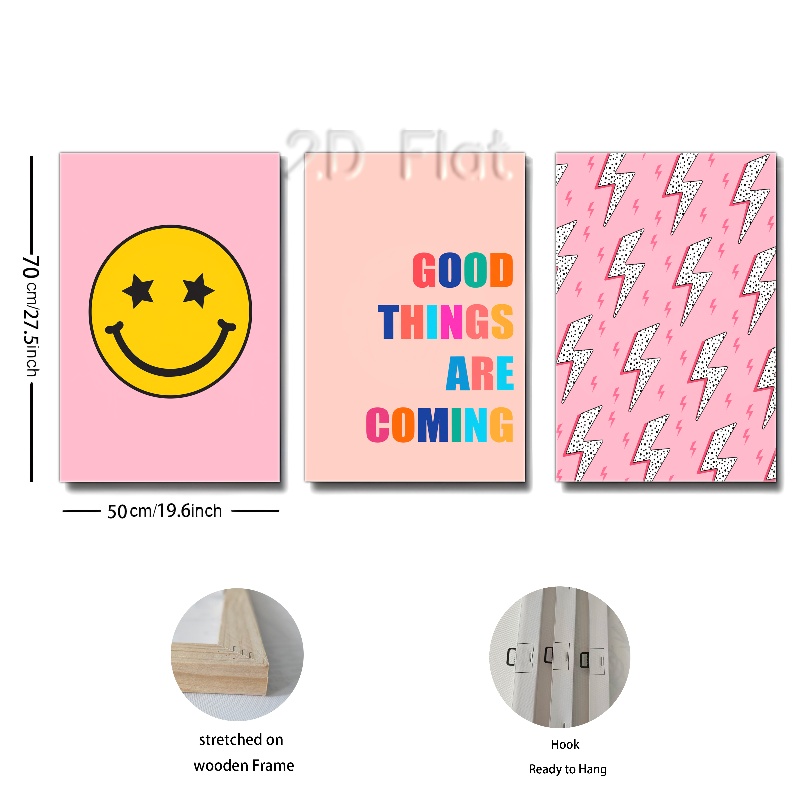 2D Flat
GOOD
THINGS
ARE
COMING
70 cm/27.5inch
50 cm/19.6inch
stretched on
wooden Frame
Hook
Ready to Hang